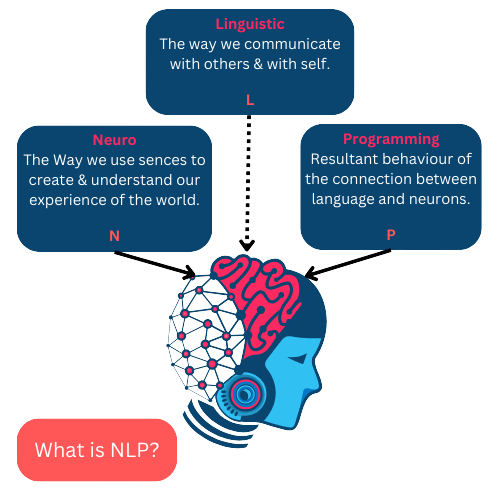 Linguistic
The way we communicate
with others & with self.
L
Neuro
The Way we use sences to
create & understand our
experience of the world.
N
Programming
Resultant behaviour of
the connection between
language and neurons.
P
What is NLP?